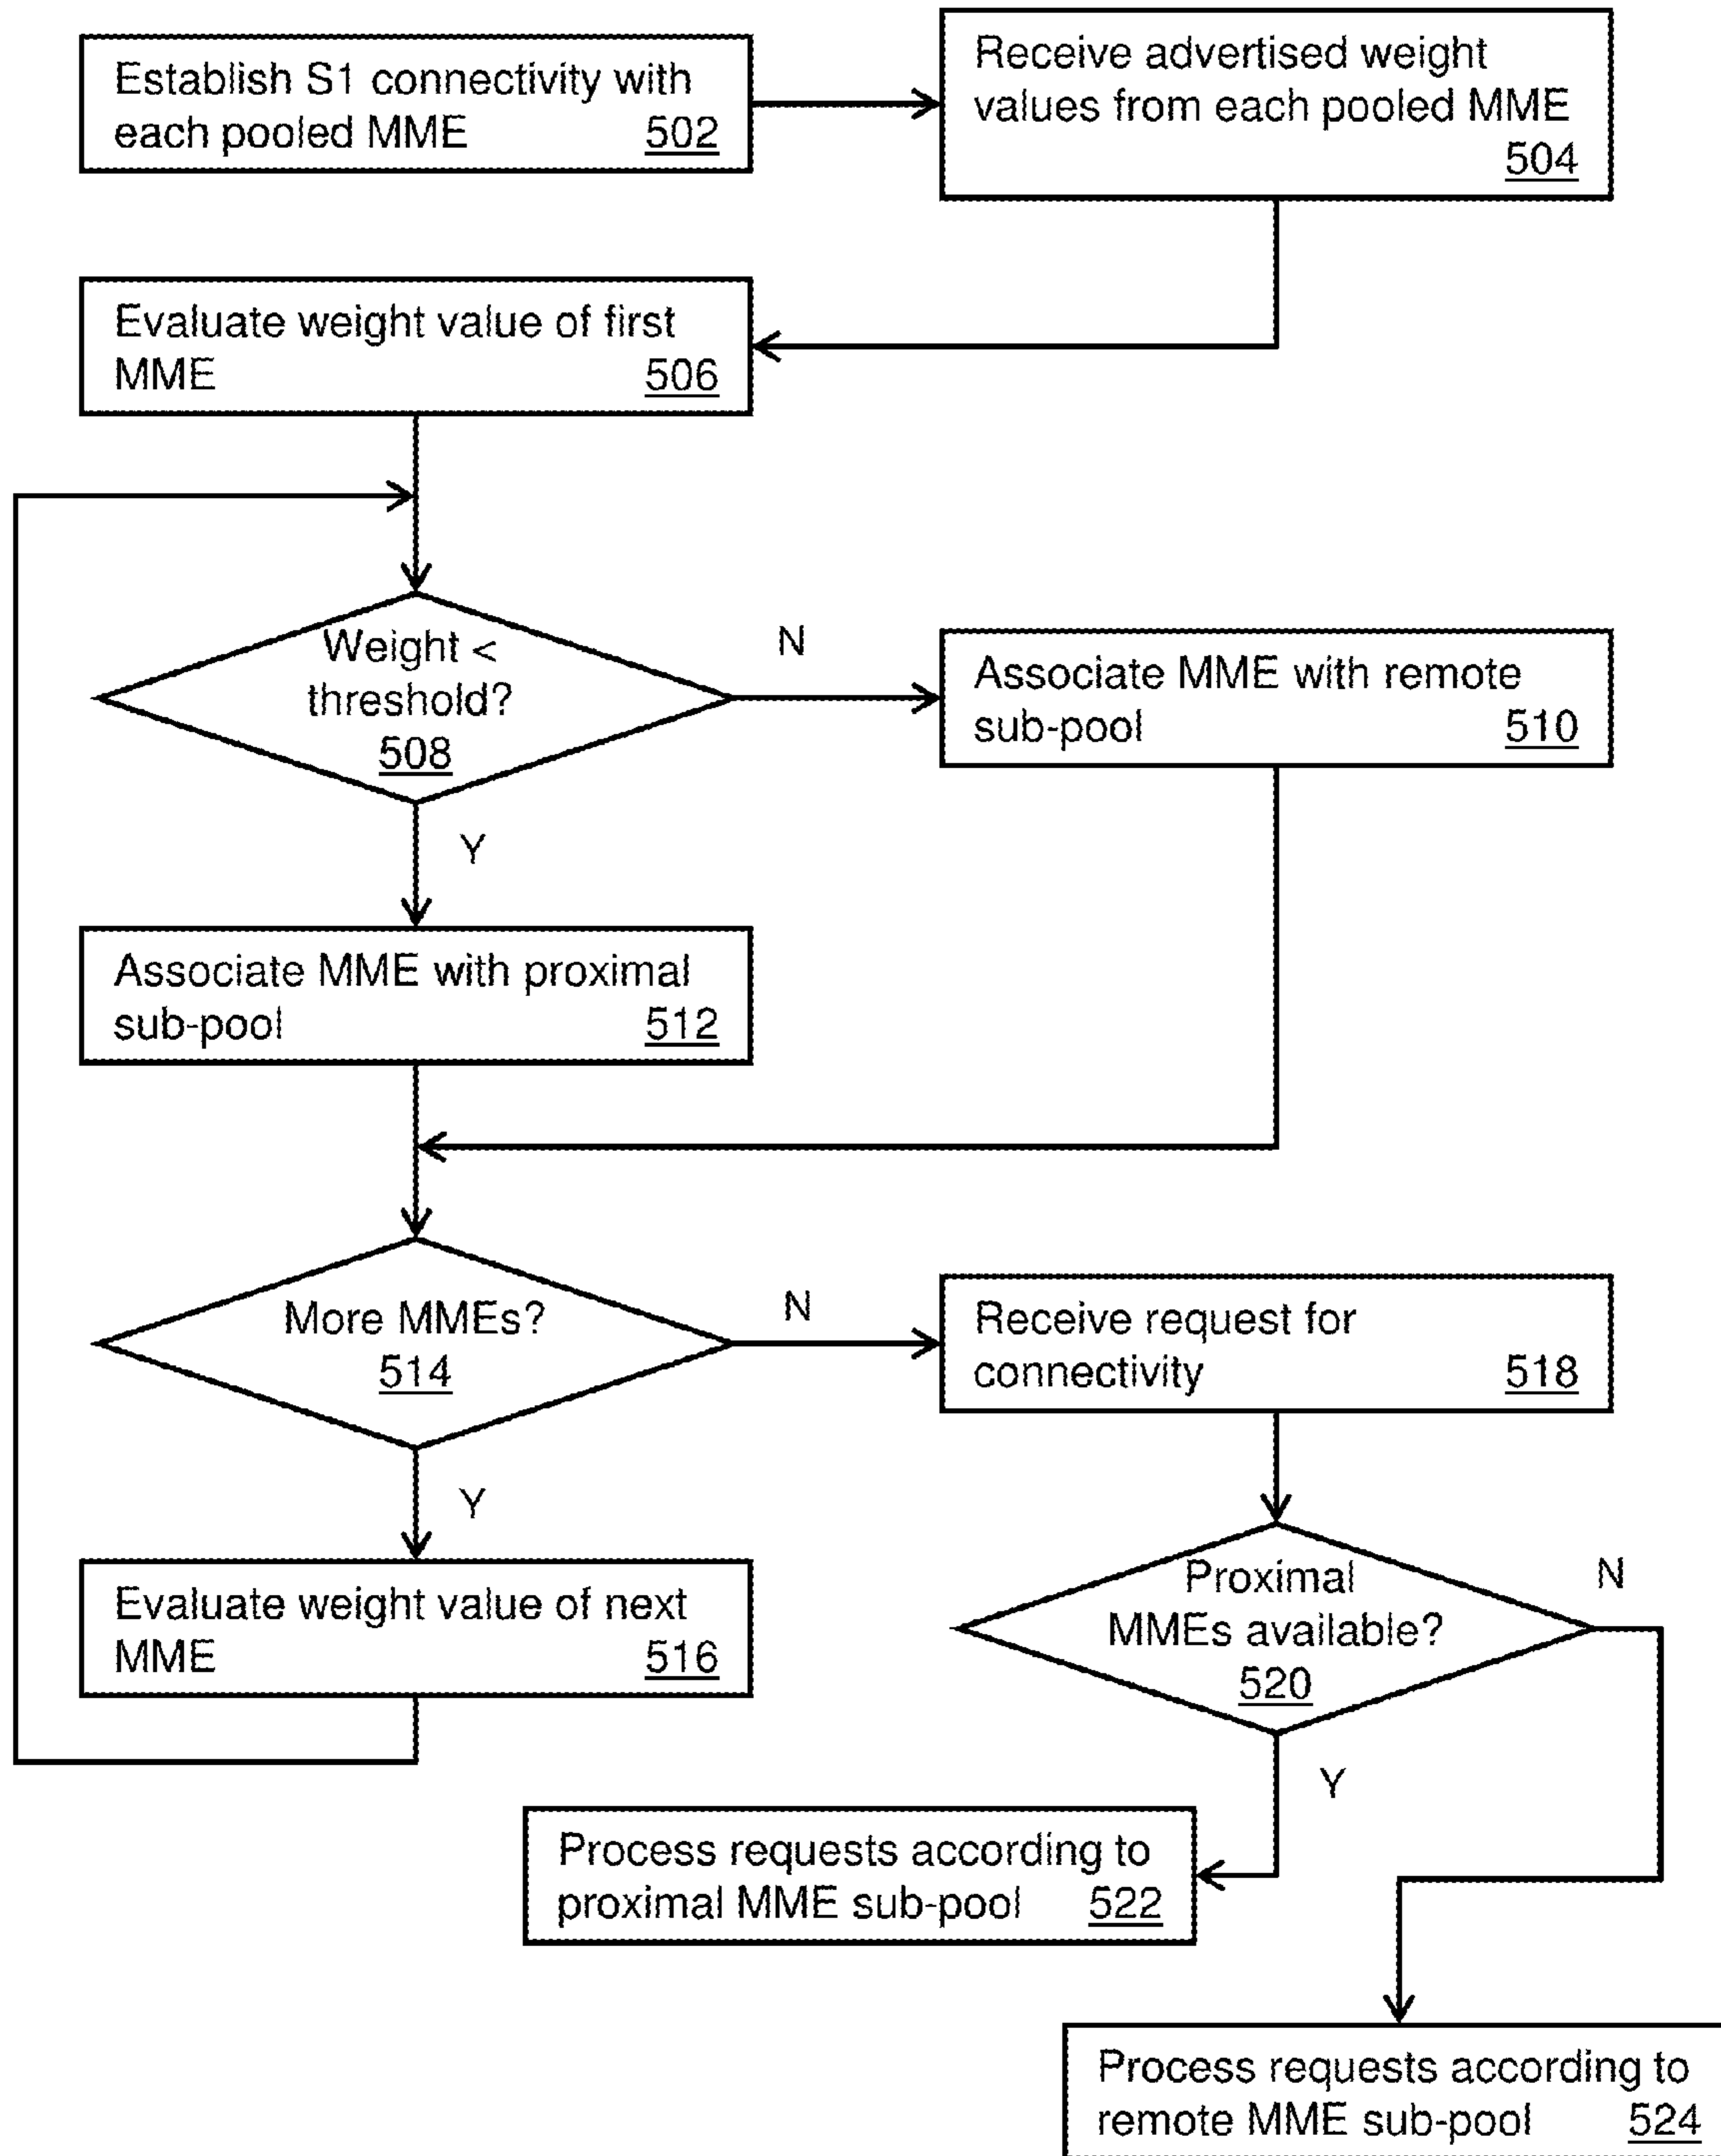 Establish S1 connectivity with
each pooled MME 502
Receive advertised weight
values from each pooled MME
504
Evaluate weight value of first
MME 506
Weight <
threshold?
508
N
Y
Associate MME with remote
sub-pool 510
Associate MME with proximal
sub-pool 512
More MMEs?
514
N
Y
Receive request for
connectivity 518
Evaluate weight value of next
MME 516
Proximal
MMEs available?
520
N
Y
Process requests according to
proximal MME sub-pool 522
Process requests according to
remote MME sub-pool 524